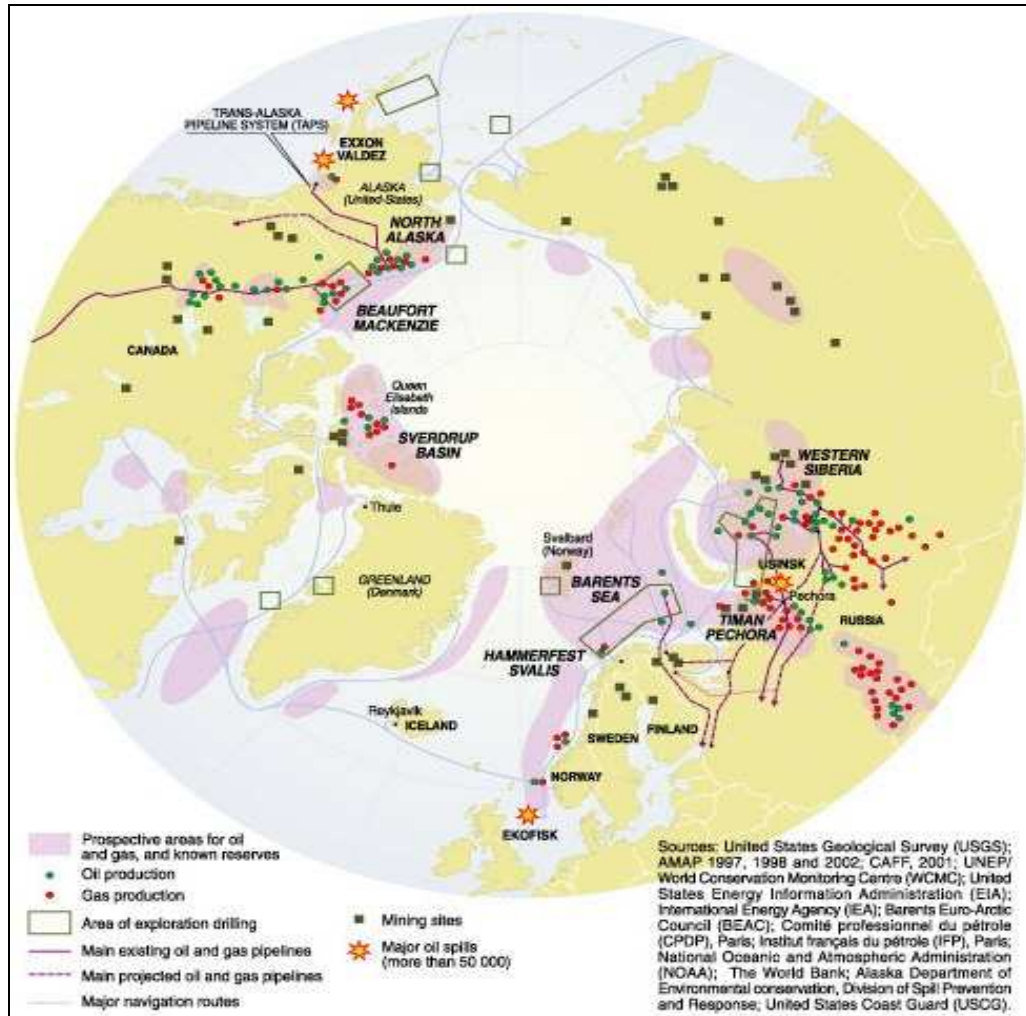 TRANS-ALASKA
PIPELINE SYSTEM (TAPS)
EXXON
VALDEZ
ALASKA
(United-States)
NORTH
ALASKA
BEAUFORT
MACKENZIE
CANADA
Queen
Elisabeth
Islands
SVERDRUP
BASIN
WESTERN
SIBERIA
Thule
Svalbard
(Norway)
GREENLAND
(Denmark)
BARENTS
SEA
USINSK
Pechora
TIMAN
PECHORA
RUSSIA
HAMMERFEST
SVALIS
Reykjavik
ICELAND
SWEDEN
FINLAND
NORWAY
EKOFISK
Prospective areas for oil
and gas, and known reserves
Oil production
Gas production
Area of exploration drilling
Main existing oil and gas pipelines
Main projected oil and gas pipelines
Major navigation routes
Mining sites
Major oil spills
(more than 50 000)
Sources: United States Geological Survey (USGS);
AMAP 1997, 1998 and 2002; CAFF, 2001; UNEP/
World Conservation Monitoring Centre (WCMC); United
States Energy Information Administration (EIA);
International Energy Agency (IEA); Barents Euro-Arctic
Council (BEAC); Comité professionnel du pétrole
(CPDP), Paris; Institut français du pétrole (IFP), Paris;
National Oceanic and Atmospheric Administration
(NOAA); The World Bank; Alaska Department of
Environmental conservation, Division of Spill Prevention
and Response; United States Coast Guard (USCG).